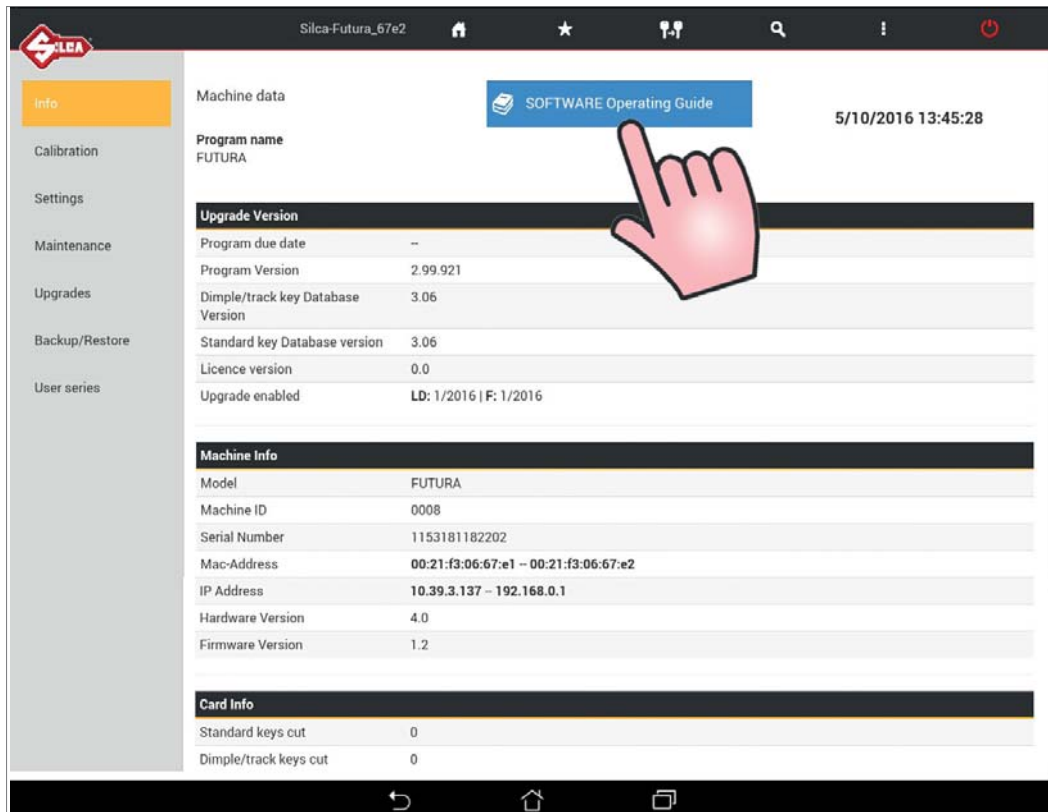 Silca-Futura_67e2
SILCA
Info
Calibration
Settings
Maintenance
Upgrades
Backup/Restore
User series
Machine data
SOFTWARE Operating Guide
5/10/2016 13:45:28
Program name
FUTURA
Upgrade Version
Program due date --
Program Version 2.99.921
Dimple/track key Database 3.06
Version
Standard key Database version 3.06
Licence version 0.0
Upgrade enabled LD: 1/2016 | F: 1/2016
Machine Info
Model FUTURA
Machine ID 0008
Serial Number 1153181182202
Mac-Address 00:21:f3:06:67:e1 -- 00:21:f3:06:67:e2
IP Address 10.39.3.137 -- 192.168.0.1
Hardware Version 4.0
Firmware Version 1.2
Card Info
Standard keys cut 0
Dimple/track keys cut 0